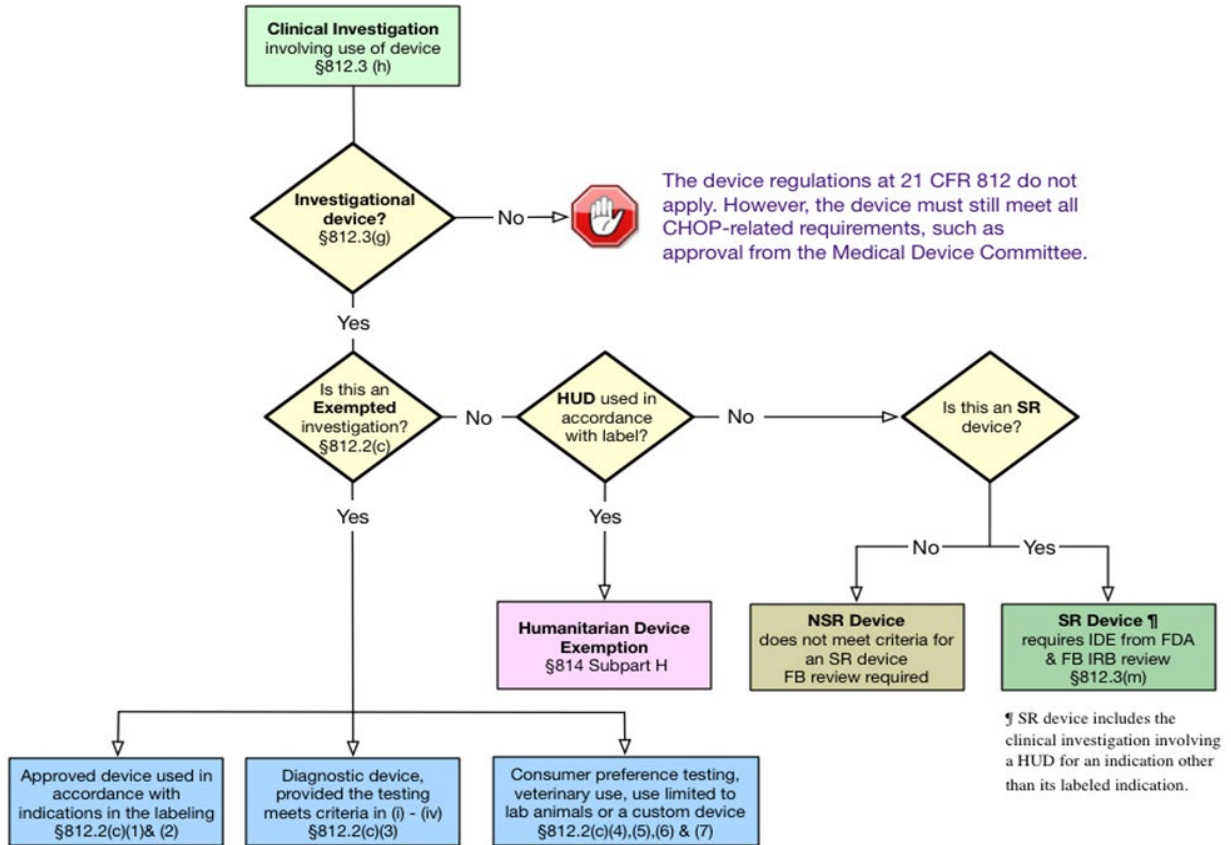 Clinical Investigation
involving use of device
§812.3 (h)
Investigational
device?
§812.3(g)
No
The device regulations at 21 CFR 812 do not
apply. However, the device must still meet all
CHOP-related requirements, such as
approval from the Medical Device Committee.
Yes
Is this an
Exempted
investigation?
§812.2(c)
No
HUD used in
accordance
with label?
No
Is this an SR
device?
Yes
Yes
No
Yes
Humanitarian Device
Exemption
§814 Subpart H
NSR Device
does not meet criteria for
an SR device
FB review required
SR Device ¶
requires IDE from FDA
& FB IRB review
§812.3(m)
¶ SR device includes the
clinical investigation involving
a HUD for an indication other
than its labeled indication.
Approved device used in
accordance with
indications in the labeling
§812.2(c)(1)& (2)
Diagnostic device,
provided the testing
meets criteria in (i) - (iv)
§812.2(c)(3)
Consumer preference testing,
veterinary use, use limited to
lab animals or a custom device
§812.2(c)(4),(5),(6) & (7)